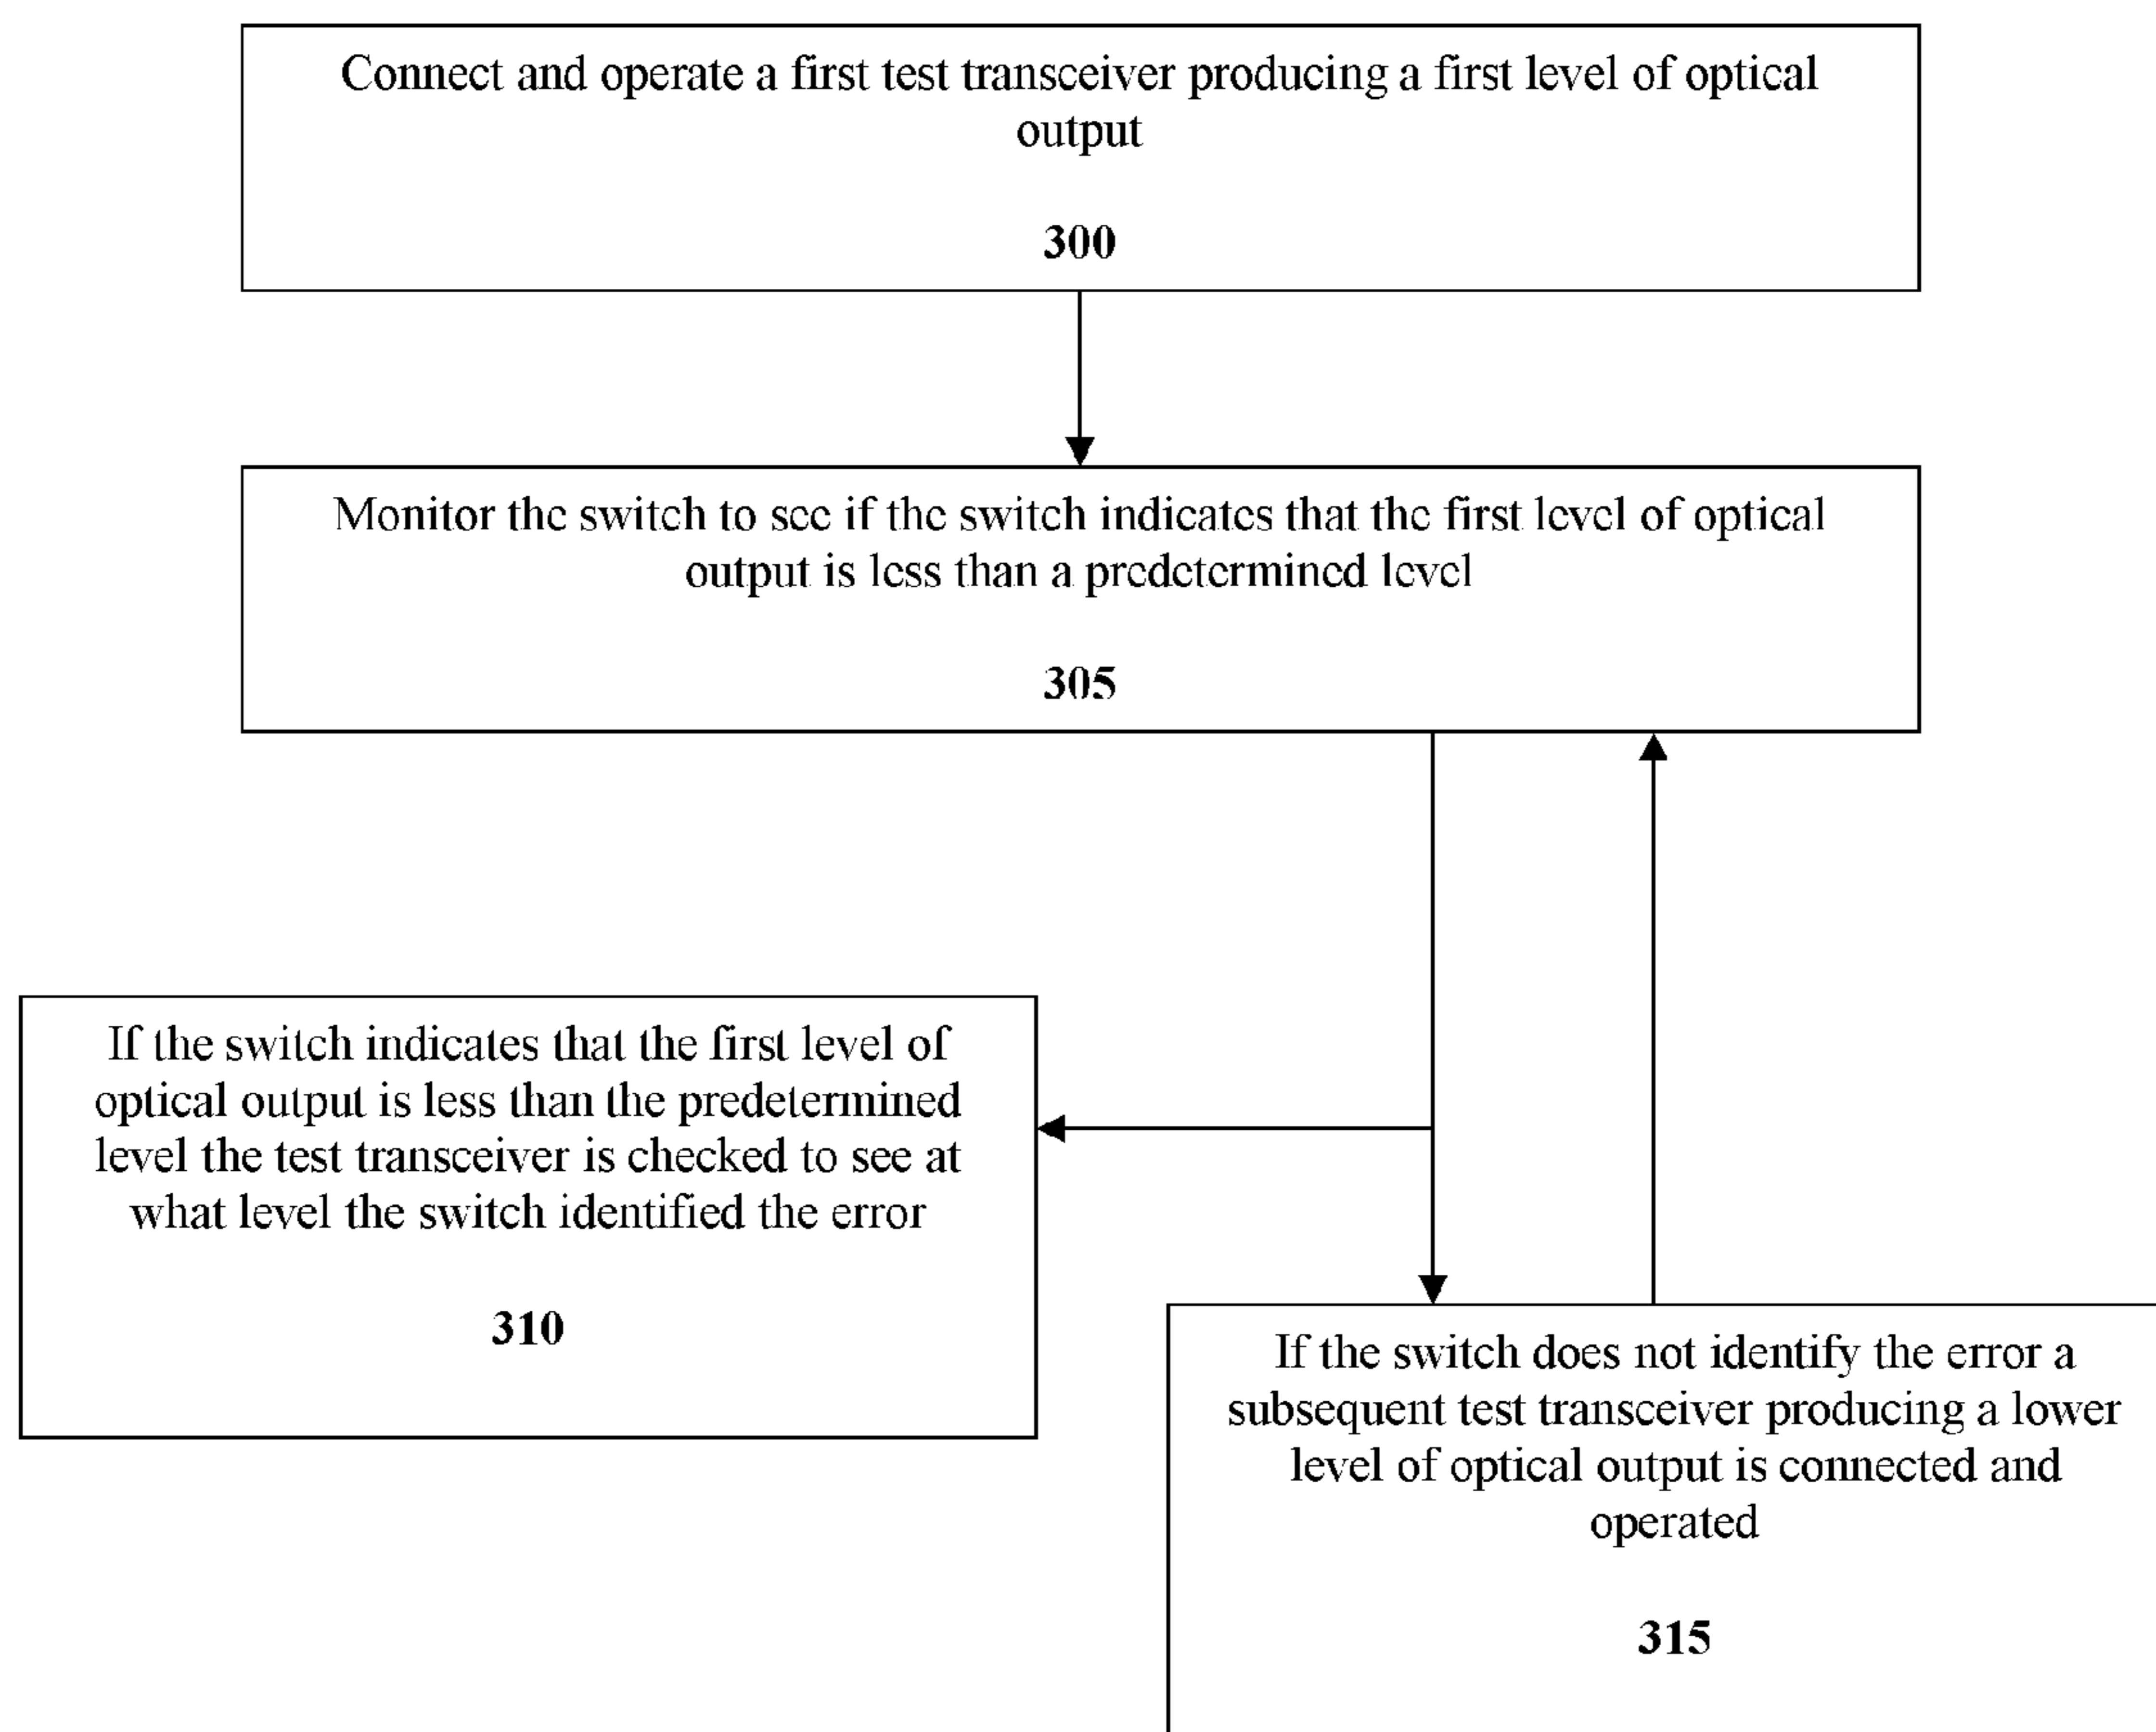 Connect and operate a first test transceiver producing a first level of optical
output
300
Monitor the switch to see if the switch indicates that the first level of optical
output is less than a predetermined level
305
If the switch indicates that the first level of
optical output is less than the predetermined
level the test transceiver is checked to see at
what level the switch identified the error
310
If the switch does not identify the error a
subsequent test transceiver producing a lower
level of optical output is connected and
operated
315